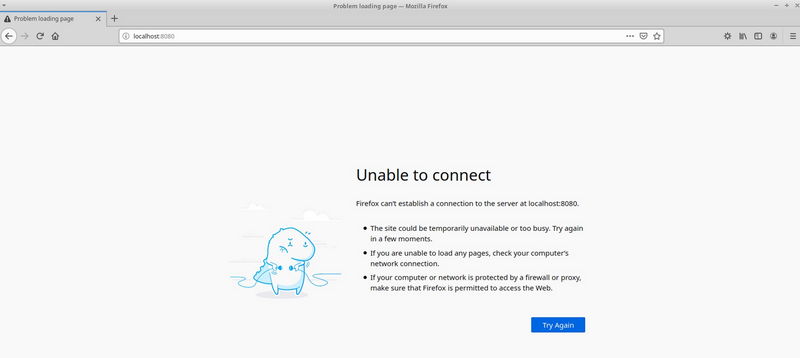 Problem loading page — Mozilla Firefox
Problem loading page
localhost:8080
Unable to connect
Firefox can't establish a connection to the server at localhost:8080.
The site could be temporarily unavailable or too busy. Try again
in a few moments.
If you are unable to load any pages, check your computer's
network connection.
If your computer or network is protected by a firewall or proxy,
make sure that Firefox is permitted to access the Web.
Try Again